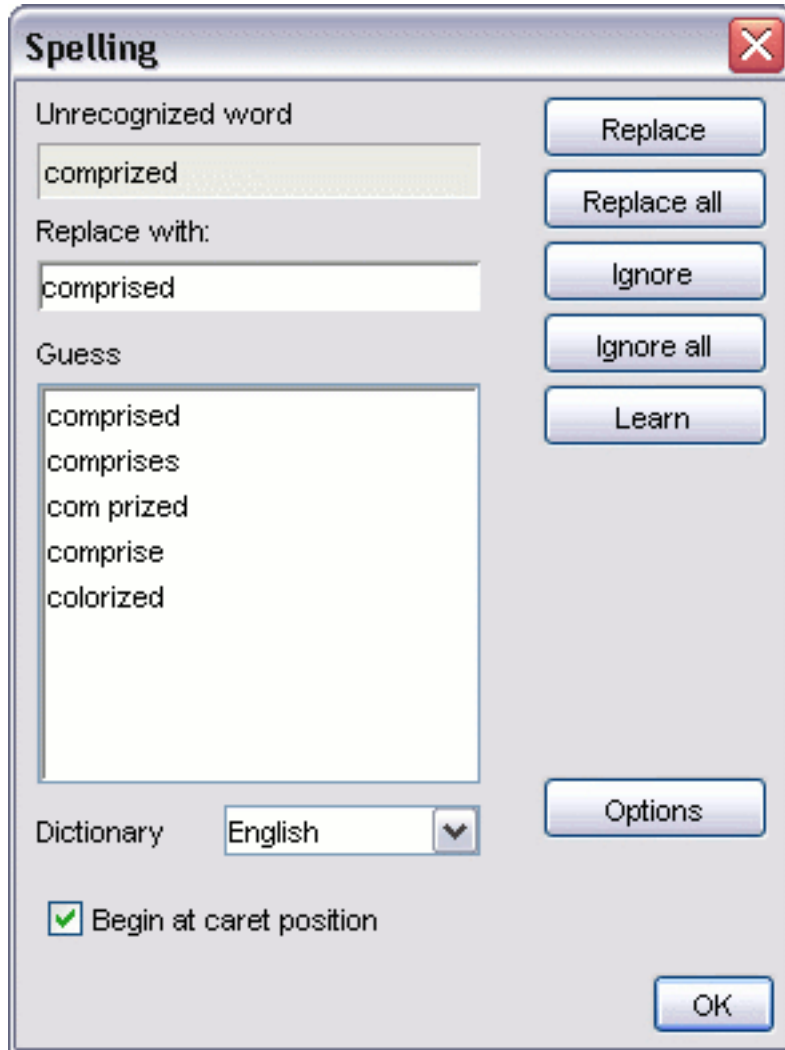 Spelling
Unrecognized word
comprized
Replace with:
comprised
Guess
comprised
comprises
com prized
comprise
colorized
Dictionary
English
Begin at caret position
Replace
Replace all
Ignore
Ignore all
Learn
Options
OK